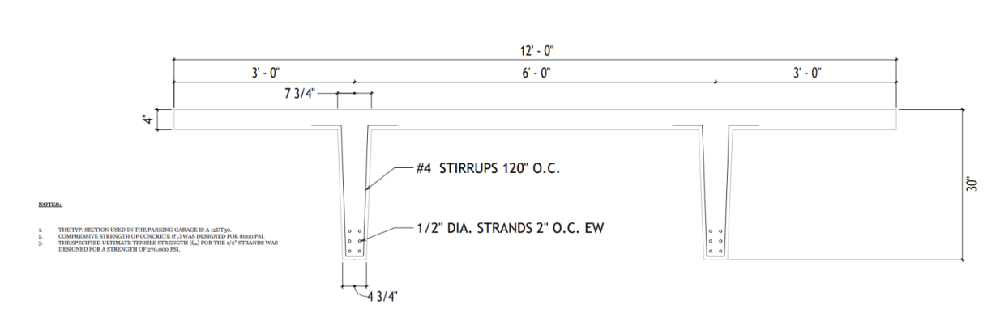 12' - 0"
3' - 0"
6' - 0"
3' - 0"
7 3/4"
4"
#4 STIRRUPS 120" O.C.
30"
NOTES:
1/2" DIA. STRANDS 2" O.C. EW
1. THE TYP. SECTION USED IN THE PARKING GARAGE IS A 12DT30.
2. COMPRESSIVE STRENGTH OF CONCRETE (f'c) WAS DESIGNED FOR 8000 PSI.
3. THE SPECIFIED ULTIMATE TENSILE STRENGTH (fpu) FOR THE 1/2" STRANDS WAS
DESIGNED FOR A STRENGTH OF 270,000 PSI.
4 3/4"